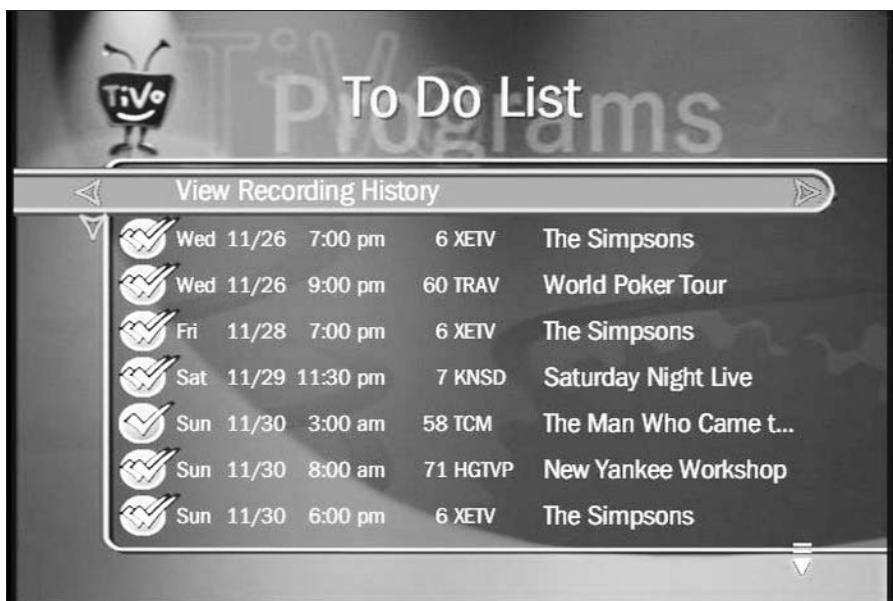 TiVo
TiVo
Programs
To Do List
View Recording History
Wed 11/26 7:00 pm 6 XETV The Simpsons
Wed 11/26 9:00 pm 60 TRAV World Poker Tour
Fri 11/28 7:00 pm 6 XETV The Simpsons
Sat 11/29 11:30 pm 7 KNSD Saturday Night Live
Sun 11/30 3:00 am 58 TCM The Man Who Came t...
Sun 11/30 8:00 am 71 HGTVP New Yankee Workshop
Sun 11/30 6:00 pm 6 XETV The Simpsons